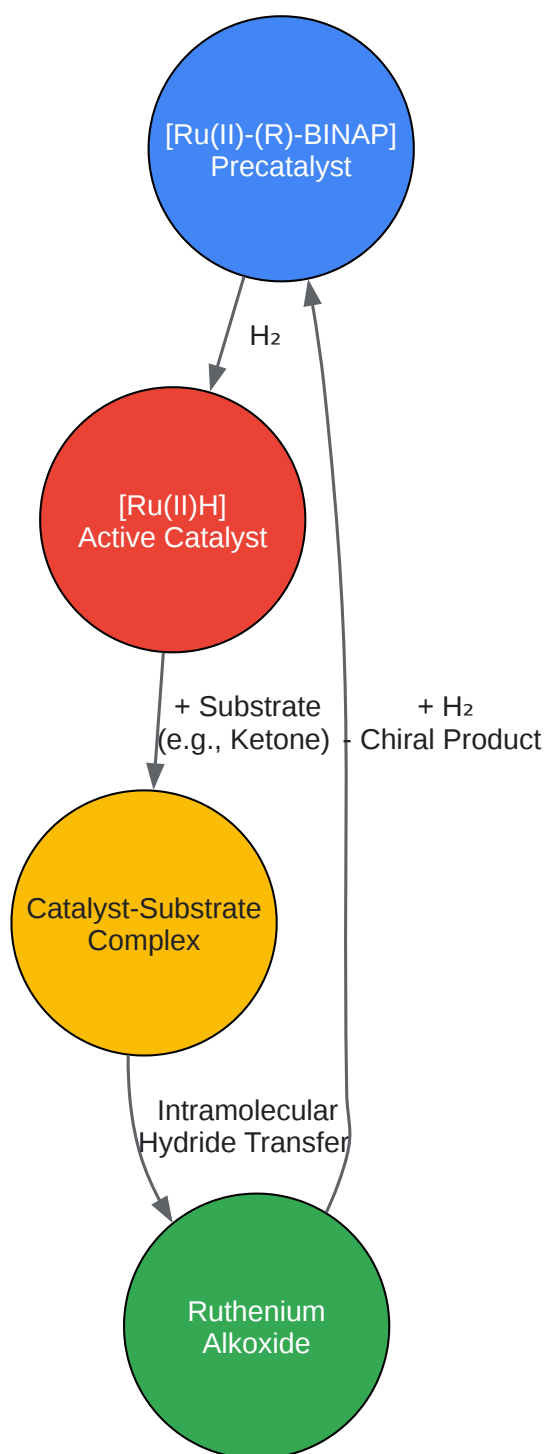 [Ru(II)-(R)-BINAP]
Precatalyst
H₂
[Ru(II)H]
Active Catalyst
+ Substrate
(e.g., Ketone)
+ H₂
- Chiral Product
Catalyst-Substrate
Complex
Intramolecular
Hydride Transfer
Ruthenium
Alkoxide